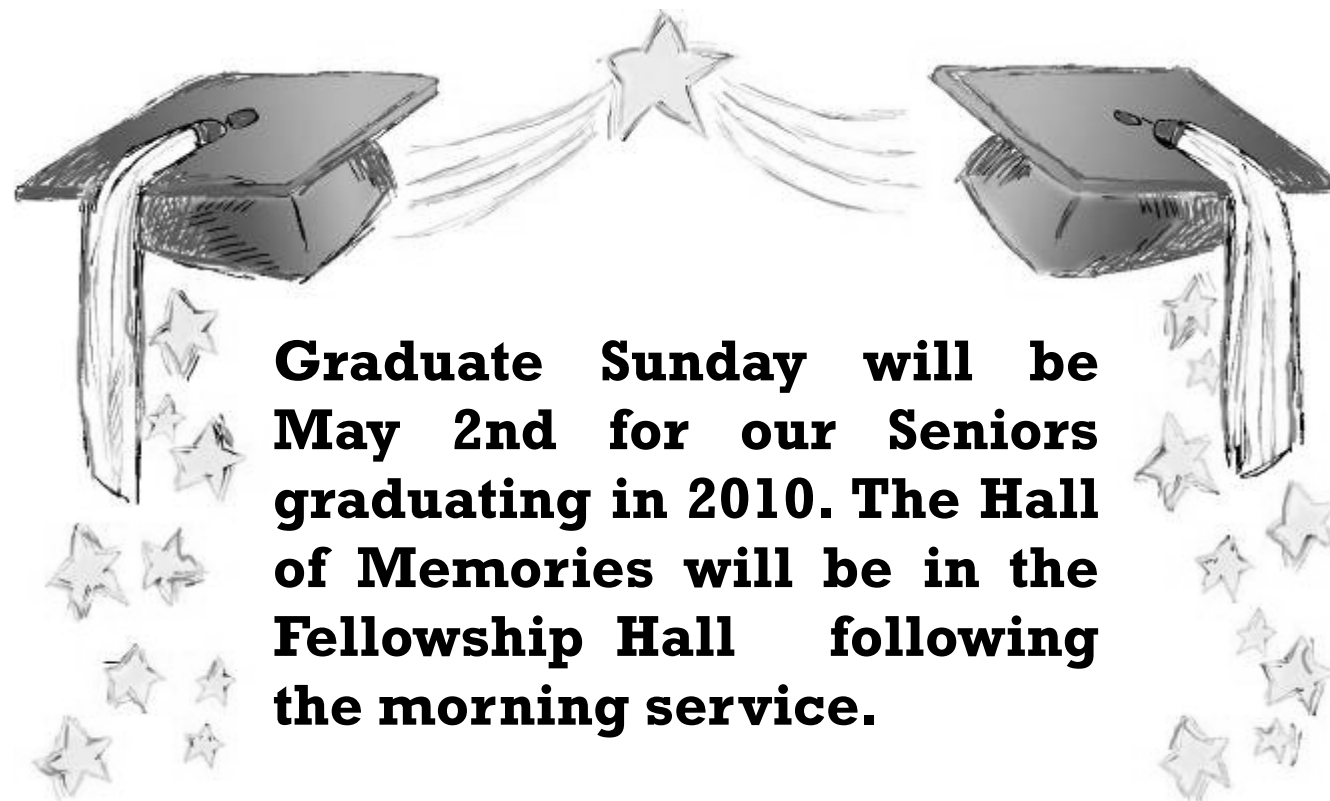 Graduate Sunday will be
May 2nd for our Seniors
graduating in 2010. The Hall
of Memories will be in the
Fellowship Hall following
the morning service.